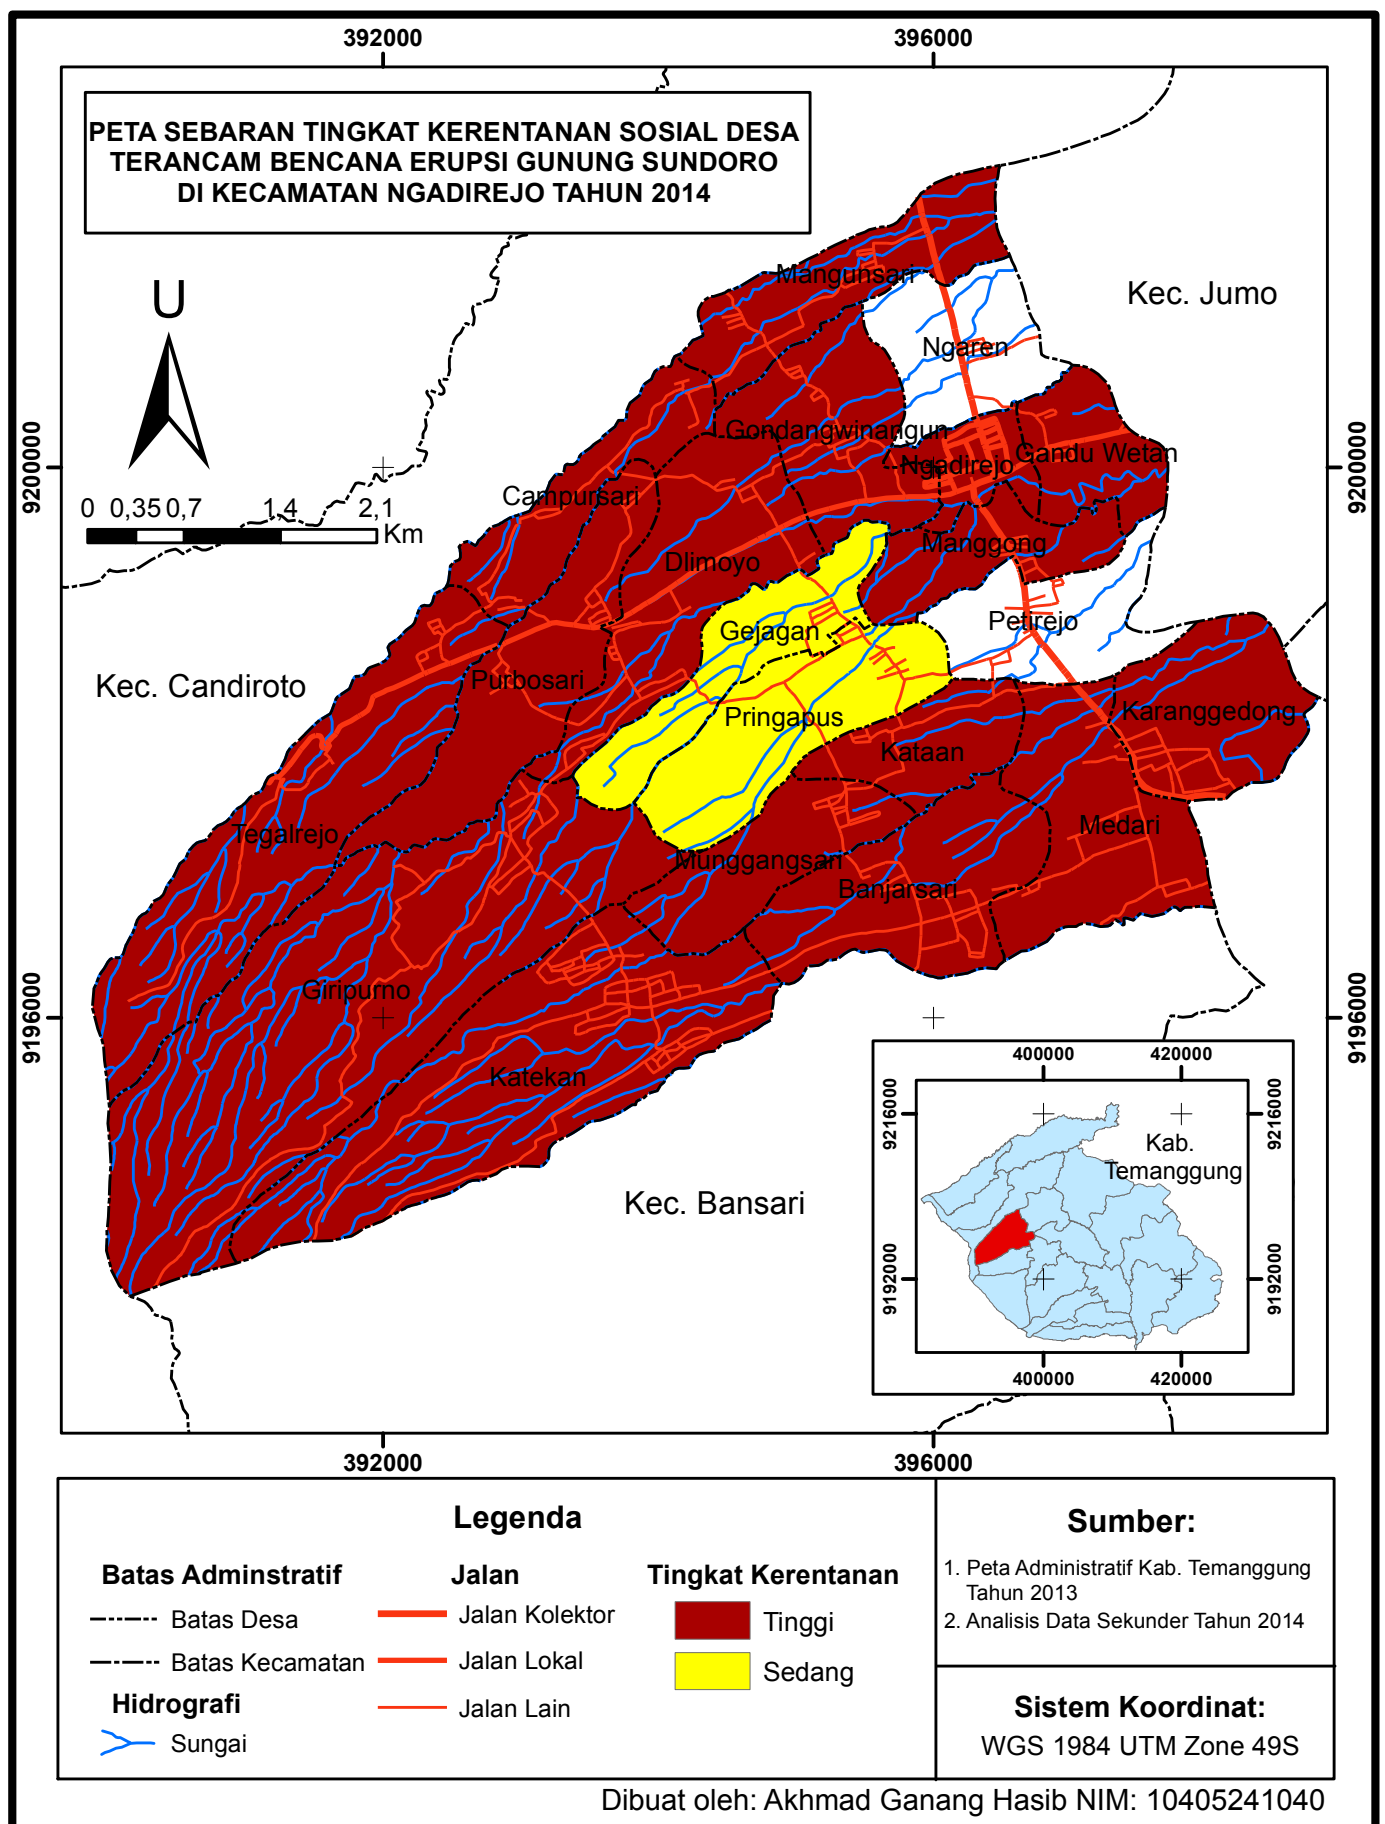 392000
396000
PETA SEBARAN TINGKAT KERENTANAN SOSIAL DESA
TERANCAM BENCANA ERUPSI GUNUNG SUNDORO
DI KECAMATAN NGADIREJO TAHUN 2014
U
Mangunsari
Kec. Jumo
Ngaren
Gondangwinangun
Ngadirejo
Gandu Wetan
9200000
9200000
Campursari
0 0,35 0,7 1,4 2,1
Km
Manggong
Dlimoyo
Petirejo
Gejagan
Kec. Candiroto
Purbosari
Pringapus
Karanggedong
Kataan
Tegalrejo
Medari
Munggangsari
Banjarsari
Giripurno
9196000
9196000
Katekan
Kec. Bansari
400000
420000
9216000
9216000
Kab.
Temanggung
9192000
9192000
400000
420000
392000
396000
Legenda
Batas Adminstratif
Batas Desa
Batas Kecamatan
Hidrografi
Sungai
Jalan
Jalan Kolektor
Jalan Lokal
Jalan Lain
Tingkat Kerentanan
Tinggi
Sedang
Sumber:
1. Peta Administratif Kab. Temanggung
Tahun 2013
2. Analisis Data Sekunder Tahun 2014
Sistem Koordinat:
WGS 1984 UTM Zone 49S
Dibuat oleh: Akhmad Ganang Hasib NIM: 10405241040